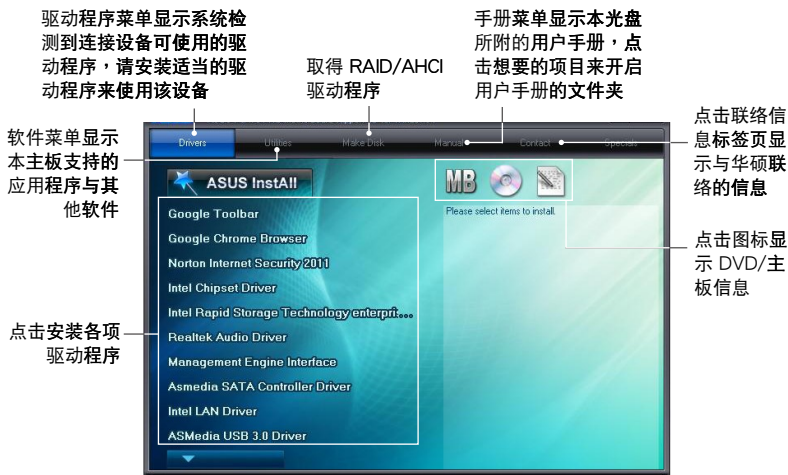 驱动程序菜单显示系统检
测到连接设备可使用的驱
动程序，请安装适当的驱
动程序来使用该设备
取得 RAID/AHCI
驱动程序
手册菜单显示本光盘
所附的用户手册，点
击想要的项目来开启
用户手册的文件夹
点击联络信
息标签页显
示与华硕联
络的信息
软件菜单显示
本主板支持的
应用程序与其
他软件
点击图标显
示 DVD/主
板信息
点击安装各项
驱动程序
Drivers
Utilities
Make Disk
Manual
Contact
Specials
ASUS InstAll
MB
Please select items to install.
Google Toolbar
Google Chrome Browser
Norton Internet Security 2011
Intel Chipset Driver
Intel Rapid Storage Technology enterpri...
Realtek Audio Driver
Management Engine Interface
Asmedia SATA Controller Driver
Intel LAN Driver
ASMedia USB 3.0 Driver